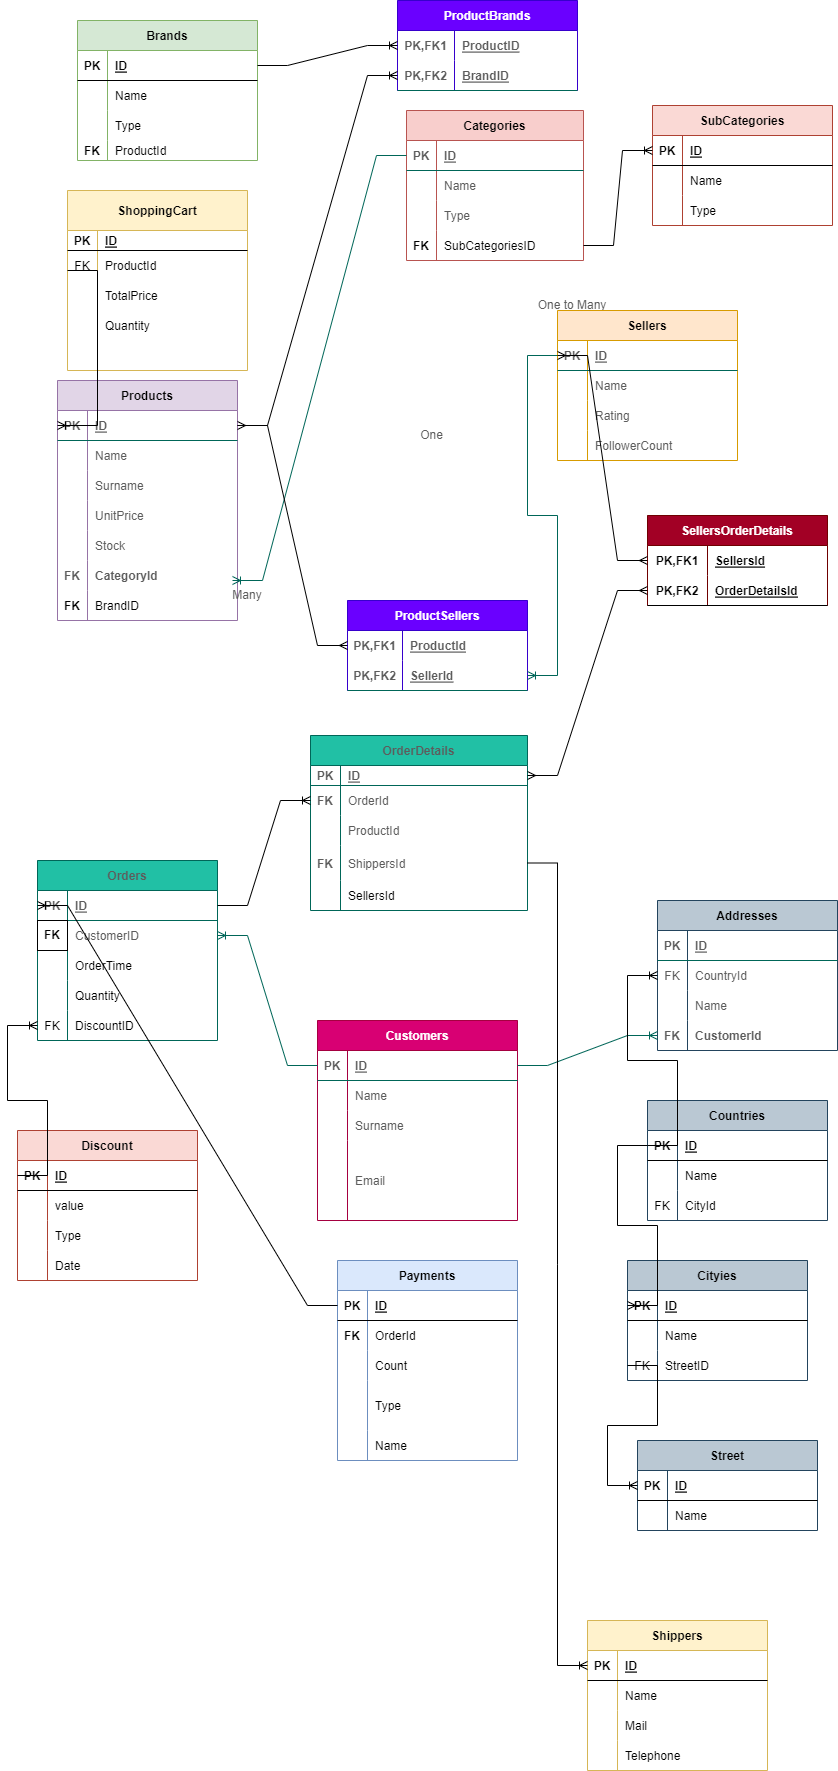 ProductBrands
PK,FK1 ProductID
PK,FK2 BrandID
Brands
PK ID
Name
Type
FK ProductId
Categories
PK ID
Name
Type
FK SubCategoriesID
SubCategories
PK ID
Name
Type
ShoppingCart
PK ID
FK ProductId
TotalPrice
Quantity
One to Many
Sellers
PK ID
Name
Rating
FollowerCount
One
Products
PK ID
Name
Surname
UnitPrice
Stock
FK CategoryId
FK BrandID
Many
SellersOrderDetails
PK,FK1 SellersId
PK,FK2 OrderDetailsId
ProductSellers
PK,FK1 ProductId
PK,FK2 SellerId
OrderDetails
PK ID
FK OrderId
ProductId
FK ShippersId
SellersId
Orders
PK ID
FK CustomerID
OrderTime
Quantity
FK DiscountID
Addresses
PK ID
FK CountryId
Name
FK CustomerId
Customers
PK ID
Name
Surname
Email
Countries
PK ID
Name
FK CityId
Discount
PK ID
value
Type
Date
Payments
PK ID
FK OrderId
Count
Type
Name
Cityies
PK ID
Name
FK StreetID
Street
PK ID
Name
Shippers
PK ID
Name
Mail
Telephone